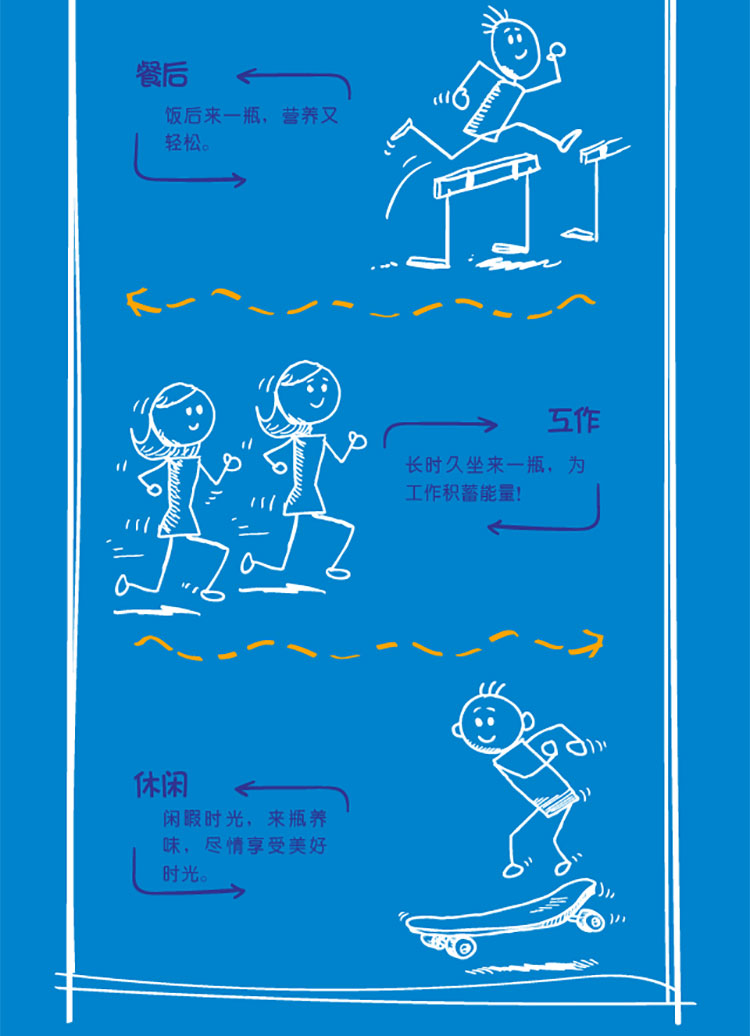 餐后
饭后来一瓶，营养又
轻松。
互作
长时久坐来一瓶，为
工作积蓄能量!
休闲
闲暇时光，来瓶养
味，尽情享受美好
时光。